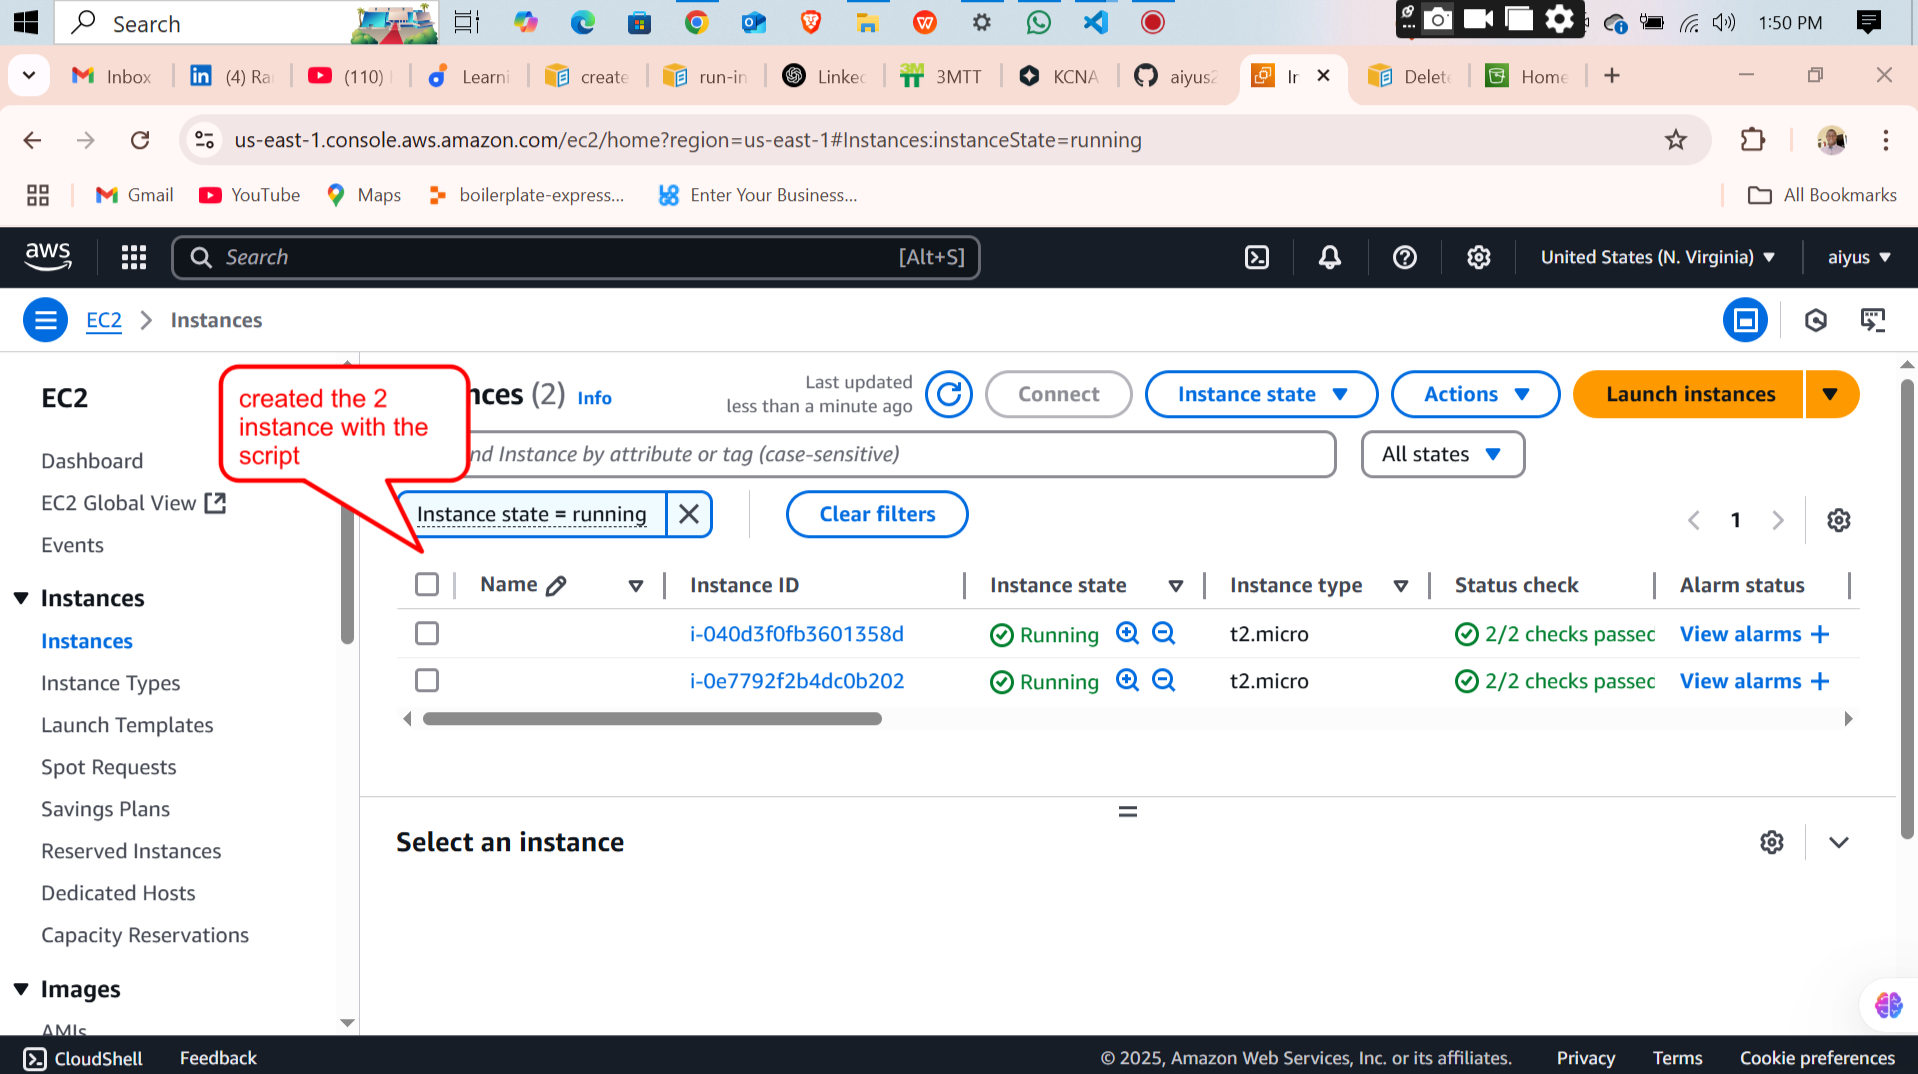 Search
1:50 PM
Inbox
(4) Ra
(110)
Learni
create
run-in
Linked
3MTT
KCNA
aiyus2
Ir
Delete
Home
us-east-1.console.aws.amazon.com/ec2/home?region=us-east-1#Instances:instanceState=running
Gmail
YouTube
Maps
boilerplate-express...
Enter Your Business...
All Bookmarks
aws
Search
[Alt+S]
United States (N. Virginia)
aiyus
EC2
Instances
EC2
Dashboard
EC2 Global View
Events
Instances
Instances
Instance Types
Launch Templates
Spot Requests
Savings Plans
Reserved Instances
Dedicated Hosts
Capacity Reservations
Images
AMIs
created the 2
instance with the
script
nces (2) Info
Last updated
less than a minute ago
Connect
Instance state
Actions
Launch instances
nd Instance by attribute or tag (case-sensitive)
All states
Instance state = running
Clear filters
1
Name
Instance ID
Instance state
Instance type
Status check
Alarm status
i-040d3f0fb3601358d
Running
t2.micro
2/2 checks passed
View alarms
i-0e7792f2b4dc0b202
Running
t2.micro
2/2 checks passed
View alarms
Select an instance
CloudShell
Feedback
© 2025, Amazon Web Services, Inc. or its affiliates.
Privacy
Terms
Cookie preferences